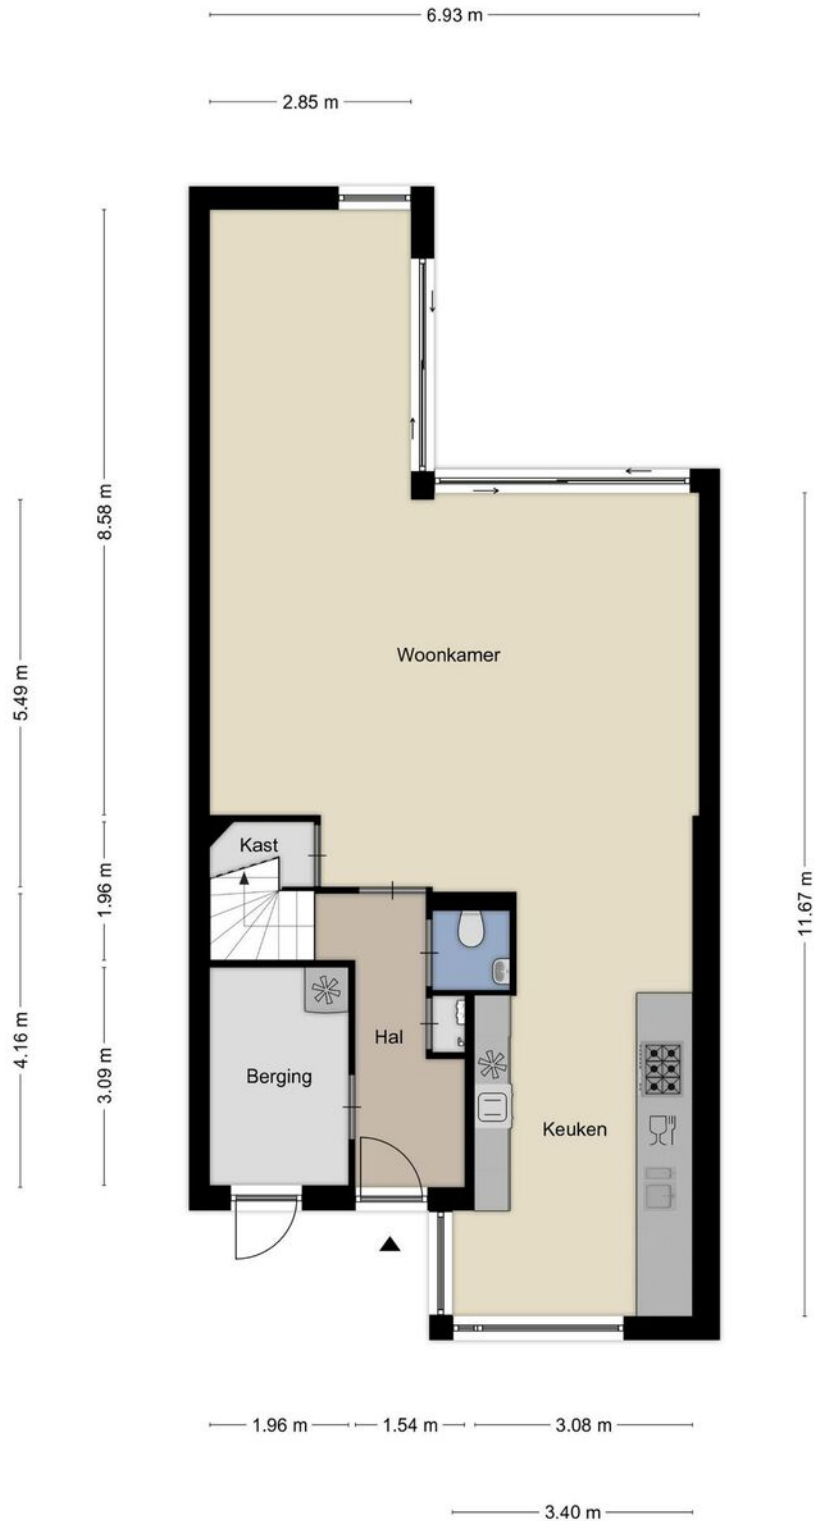 6.93 m
2.85 m
8.58 m
5.49 m
Woonkamer
Kast
1.96 m
11.67 m
4.16 m
Hal
3.09 m
Berging
Keuken
1.96 m
1.54 m
3.08 m
3.40 m